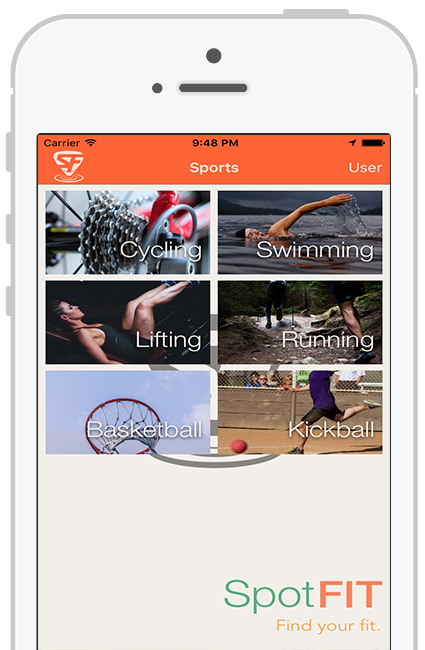 Carrier 9:48 PM
SF
Sports User
Cycling Swimming
Lifting Running
Basketball Kickball
SpotFIT
Find your fit.